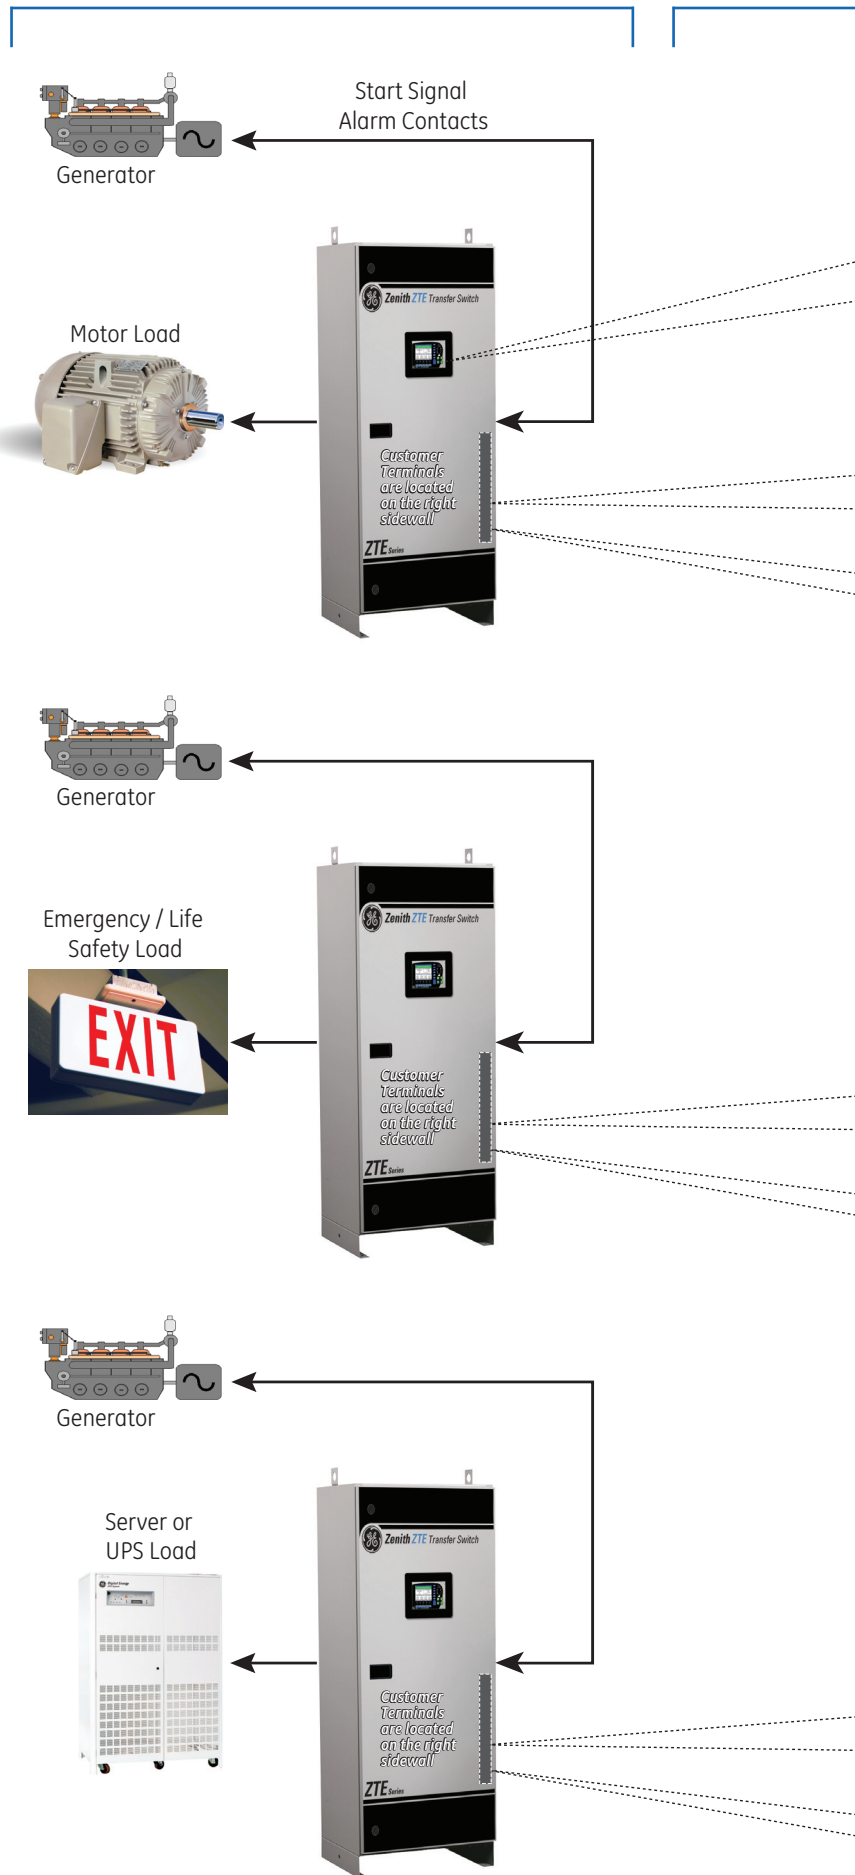 Start Signal
Alarm Contacts
Generator
Zenith ZTE Transfer Switch
Motor Load
Customer
Terminals
are located
on the right
sidewall
ZTE Series
Generator
Zenith ZTE Transfer Switch
Emergency / Life
Safety Load
EXIT
Customer
Terminals
are located
on the right
sidewall
ZTE Series
Generator
Zenith ZTE Transfer Switch
Server or
UPS Load
Digital Energy
Customer
Terminals
are located
on the right
sidewall
ZTE Series